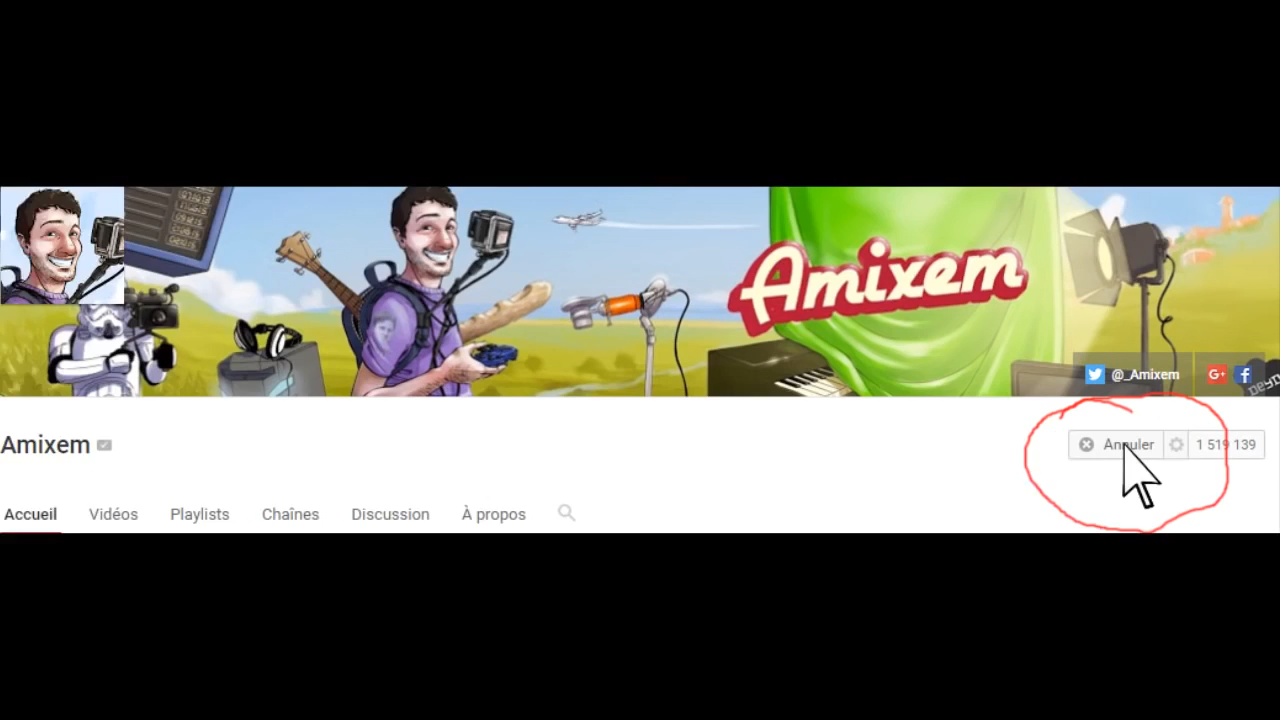 Amixem
@_Amixem
Amixem
Annuler 1 519 139
Accueil Vidéos Playlists Chaînes Discussion À propos